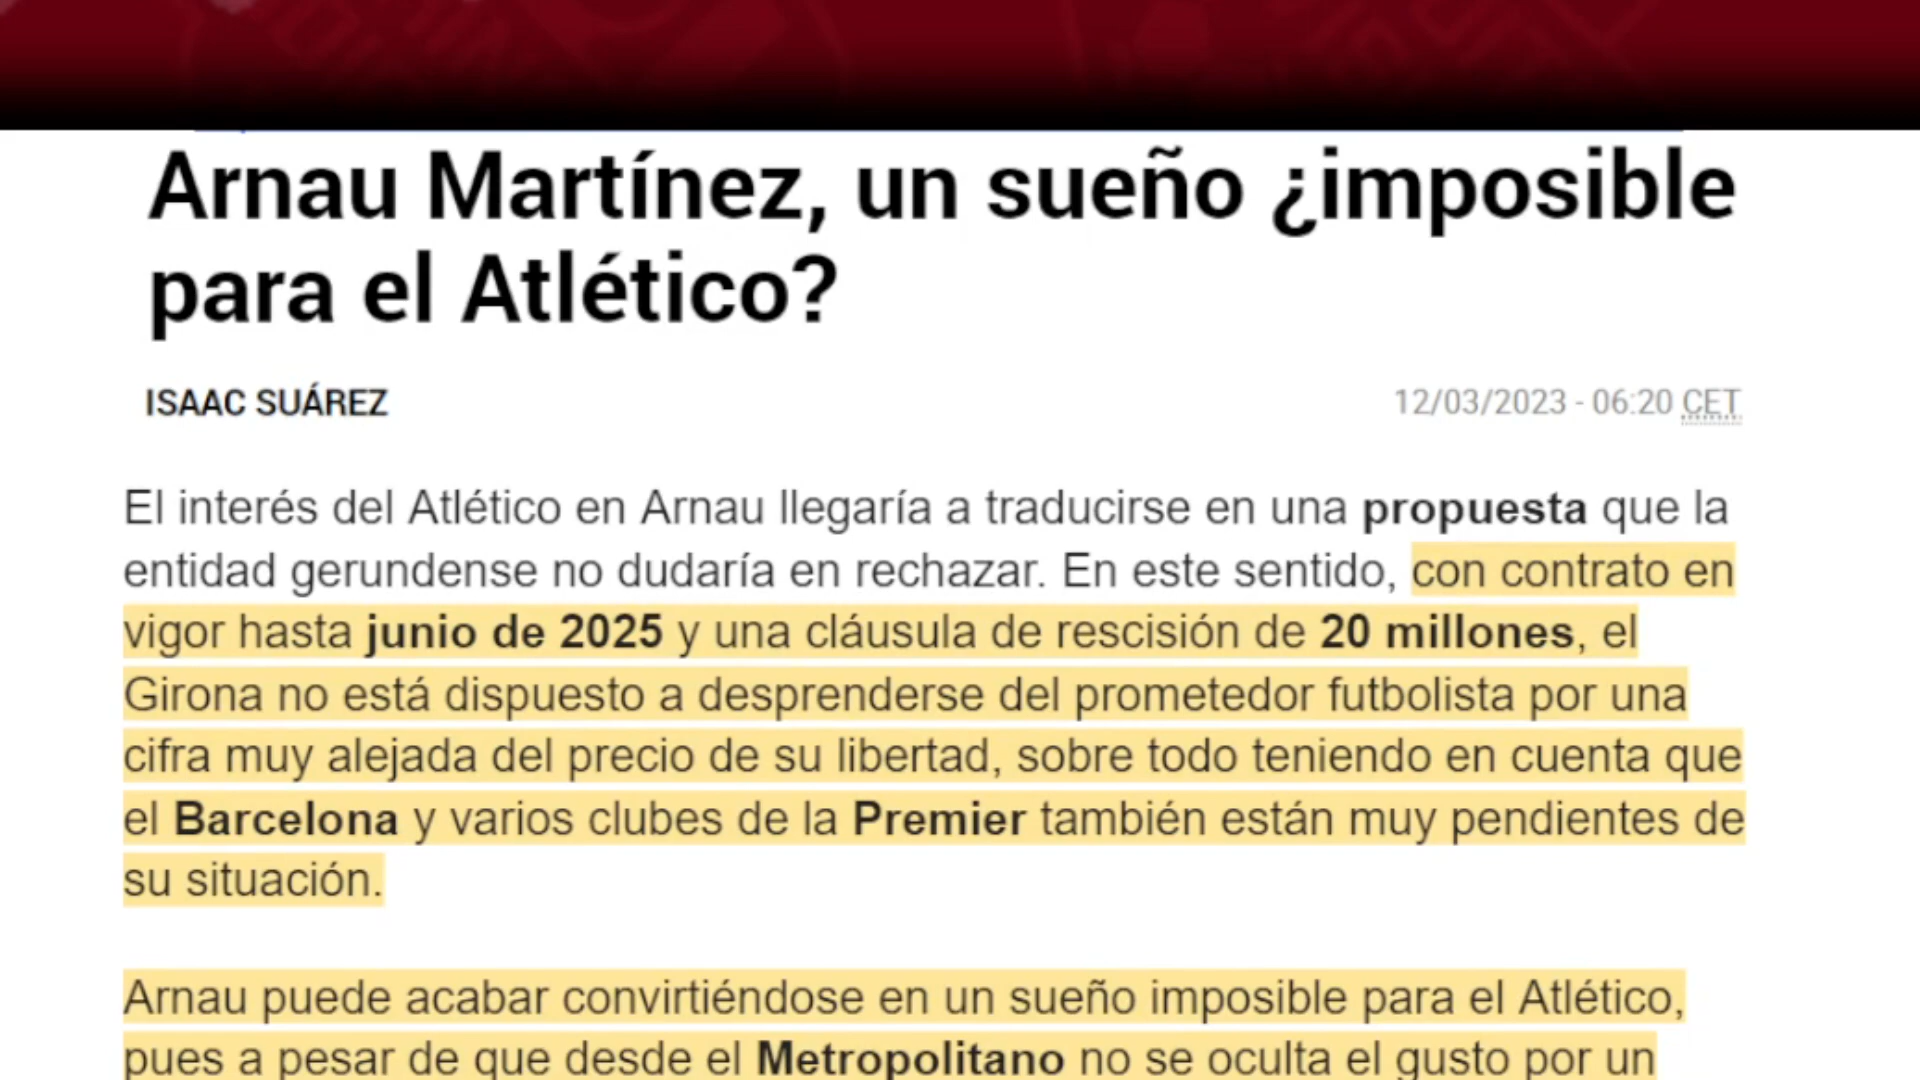 Arnau Martínez, un sueño ¿imposible
para el Atlético?
ISAAC SUÁREZ
12/03/2023 - 06:20 CET
El interés del Atlético en Arnau llegaría a traducirse en una propuesta que la
entidad gerundense no dudaría en rechazar. En este sentido, con contrato en
vigor hasta junio de 2025 y una cláusula de rescisión de 20 millones, el
Girona no está dispuesto a desprenderse del prometedor futbolista por una
cifra muy alejada del precio de su libertad, sobre todo teniendo en cuenta que
el Barcelona y varios clubes de la Premier también están muy pendientes de
su situación.
Arnau puede acabar convirtiéndose en un sueño imposible para el Atlético,
pues a pesar de que desde el Metropolitano no se oculta el gusto por un